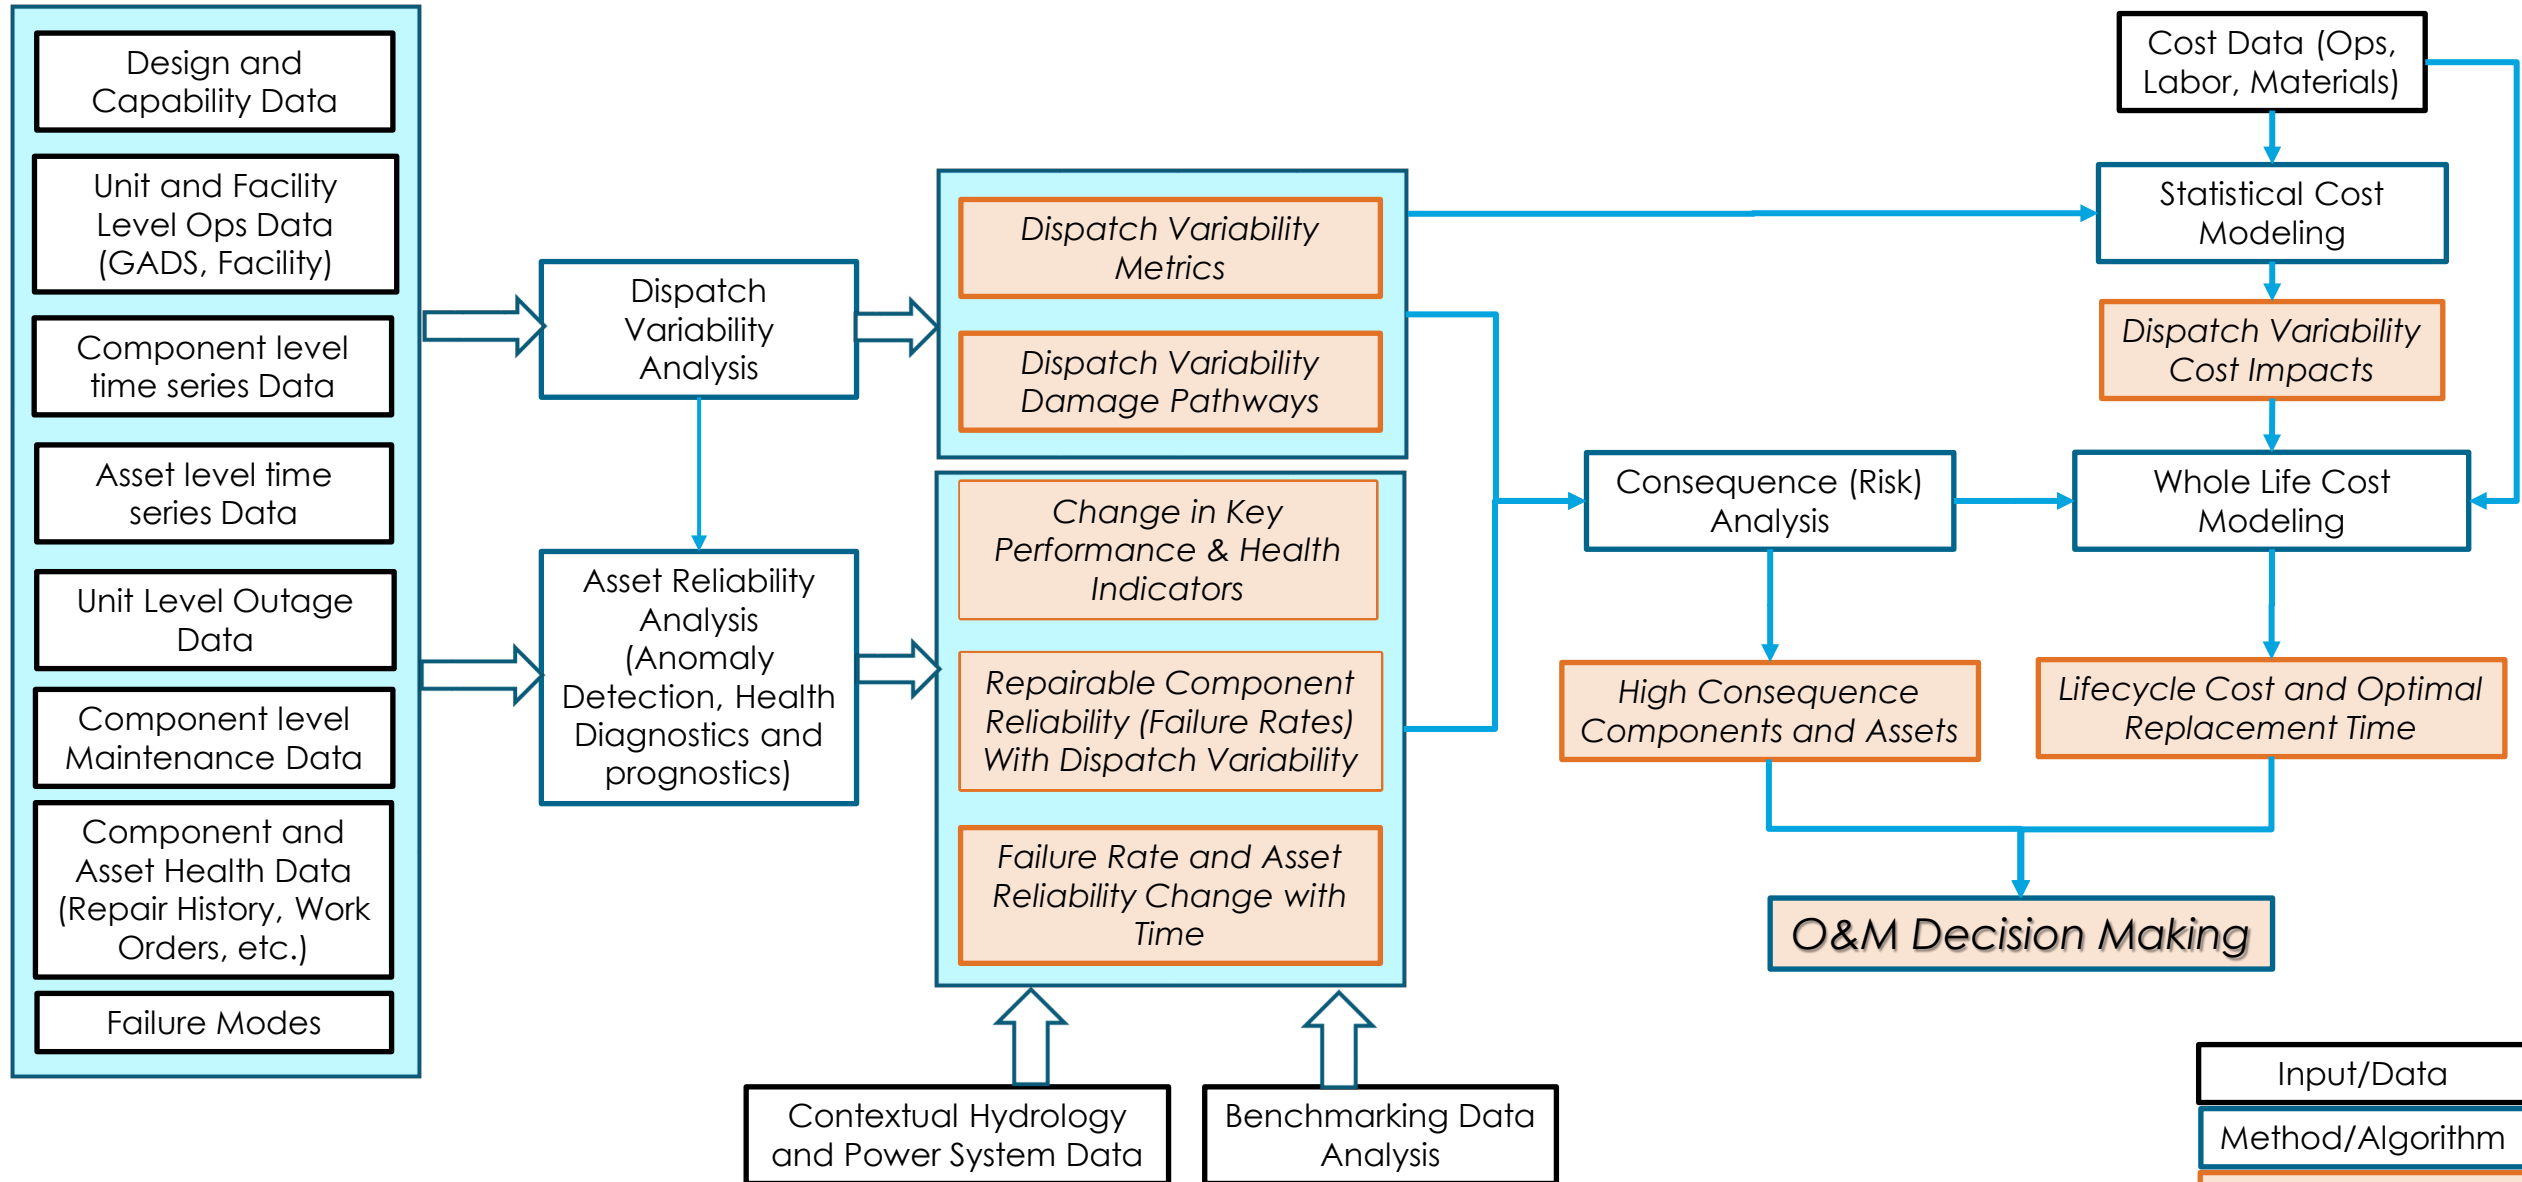 Design and
Capability Data
Unit and Facility
Level Ops Data
(GADS, Facility)
Component level
time series Data
Asset level time
series Data
Unit Level Outage
Data
Component level
Maintenance Data
Component and
Asset Health Data
(Repair History, Work
Orders, etc.)
Failure Modes
Dispatch
Variability
Analysis
Asset Reliability
Analysis
(Anomaly
Detection, Health
Diagnostics and
prognostics)
Dispatch Variability
Metrics
Dispatch Variability
Damage Pathways
Change in Key
Performance & Health
Indicators
Repairable Component
Reliability (Failure Rates)
With Dispatch Variability
Failure Rate and Asset
Reliability Change with
Time
Contextual Hydrology
and Power System Data
Benchmarking Data
Analysis
Consequence (Risk)
Analysis
High Consequence
Components and Assets
Cost Data (Ops,
Labor, Materials)
Statistical Cost
Modeling
Dispatch Variability
Cost Impacts
Whole Life Cost
Modeling
Lifecycle Cost and Optimal
Replacement Time
O&M Decision Making
Input/Data
Method/Algorithm